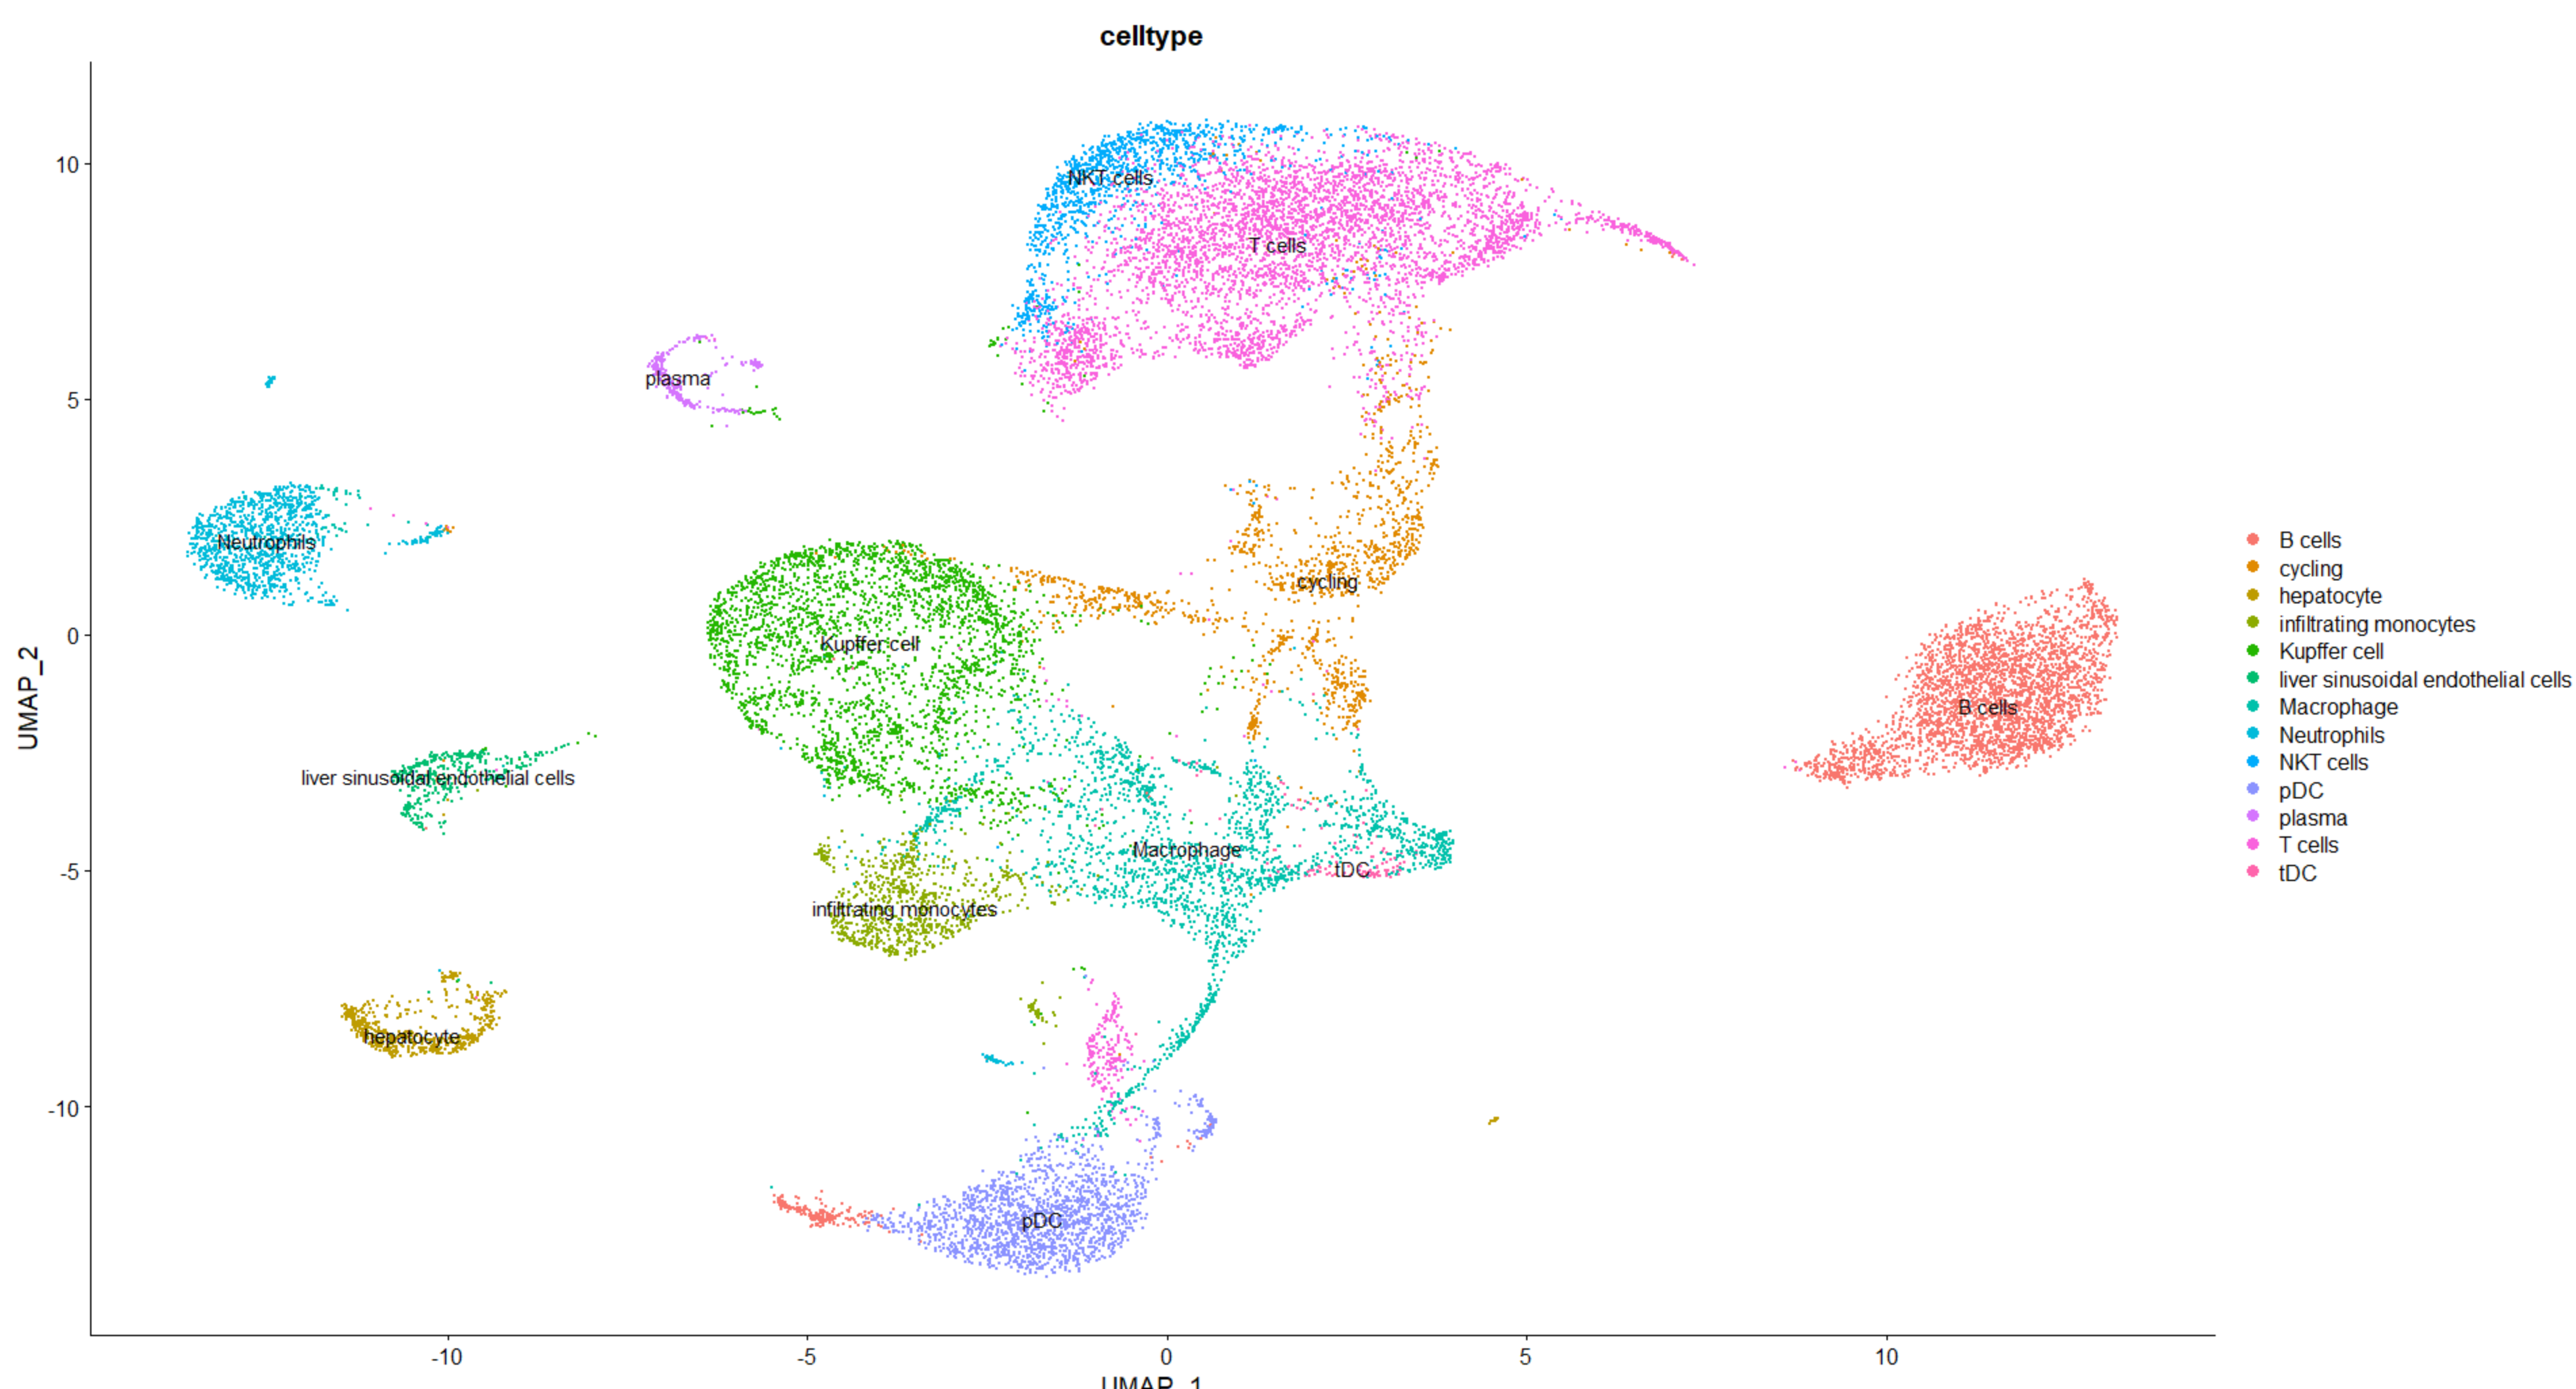 celltype
UMAP_2
10
5
0
-5
-10
NKT cells
T cells
plasma
Neutrophils
cycling
Kupffer cell
B cells
liver sinusoidal endothelial cells
Macrophage
tDC
infiltrating monocytes
hepatocyte
pDC
B cells
cycling
hepatocyte
infiltrating monocytes
Kupffer cell
liver sinusoidal endothelial cells
Macrophage
Neutrophils
NKT cells
pDC
plasma
T cells
tDC
-10
-5
0
5
10
UMAP_1